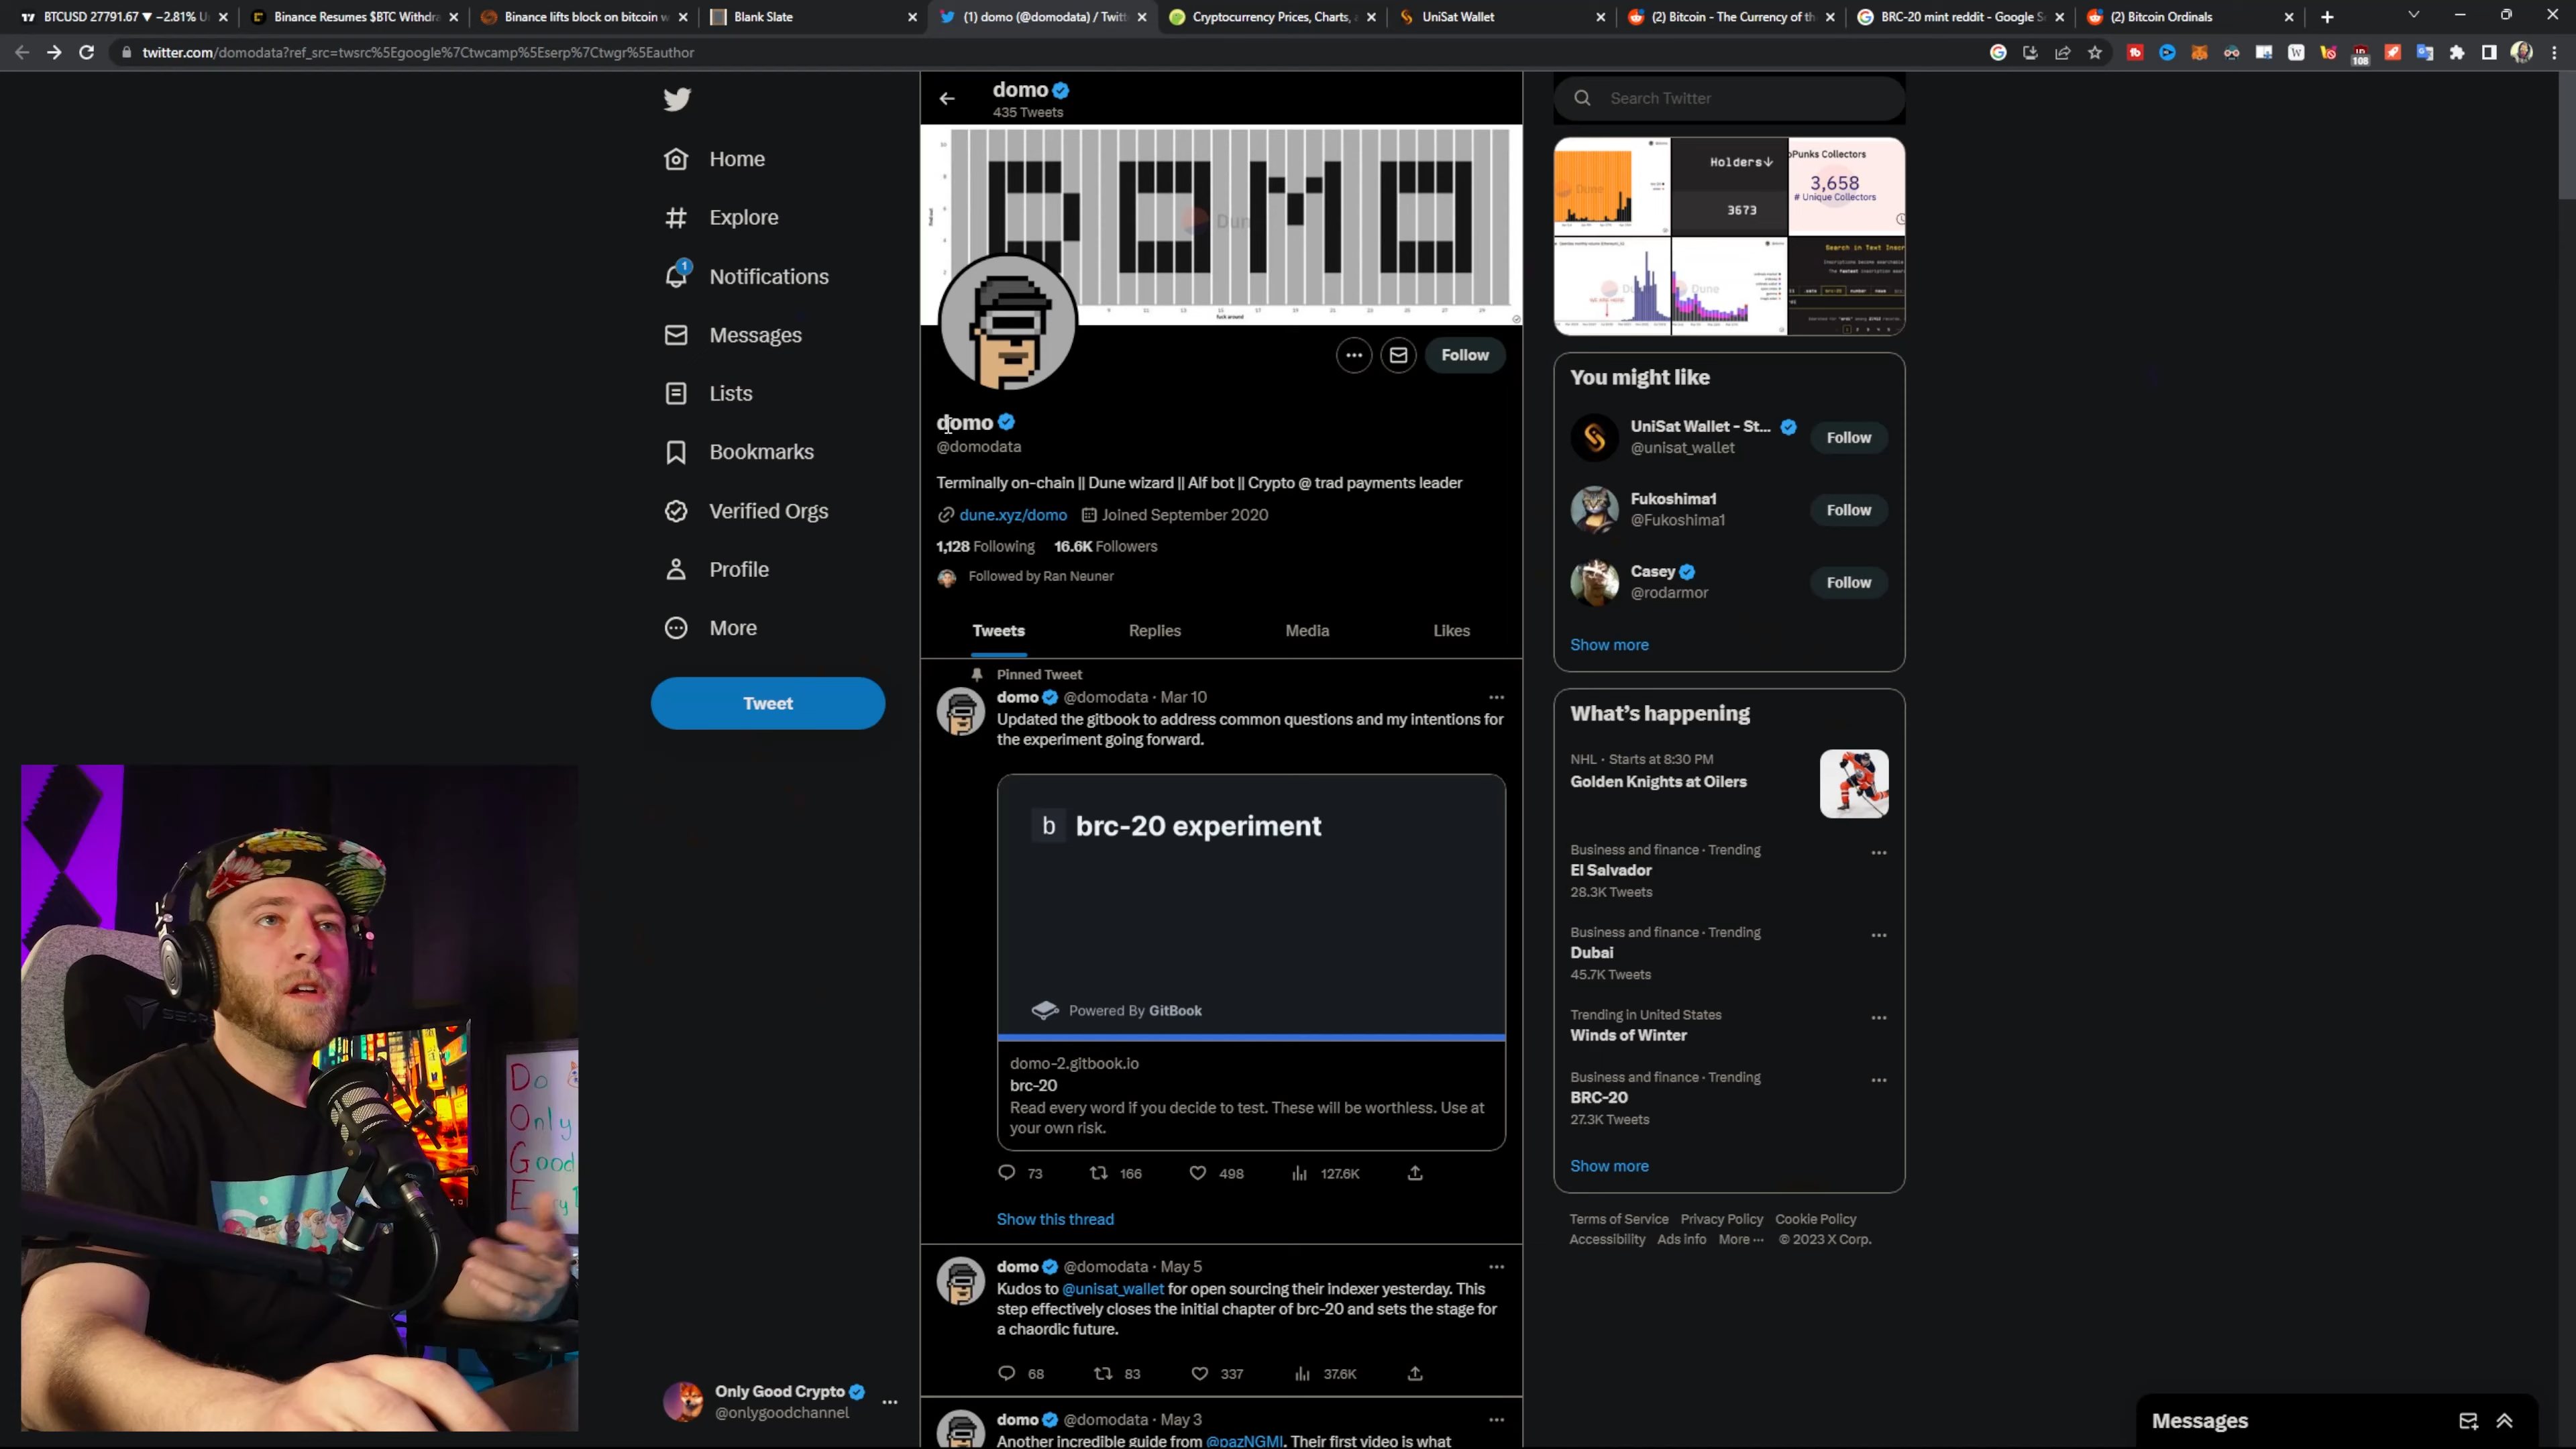 BTCUSD 27791.67 ▼ −2.81% U
Binance Resumes $BTC Withdra
Binance lifts block on bitcoin w
Blank Slate
(1) domo (@domodata) / Twitt
Cryptocurrency Prices, Charts,
UniSat Wallet
(2) Bitcoin - The Currency of th
BRC-20 mint reddit - Google S
(2) Bitcoin Ordinals
twitter.com/domodata?ref_src=twsrc%5Egoogle%7Ctwcamp%5Eserp%7Ctwgr%5Eauthor
108
Home
Explore
1
Notifications
Messages
Lists
Bookmarks
Verified Orgs
Profile
More
Tweet
Only Good Crypto
@onlygoodchannel
domo
435 Tweets
DOMO
Dune
fuck around
Follow
domo
@domodata
Terminally on-chain || Dune wizard || Alf bot || Crypto @ trad payments leader
dune.xyz/domo Joined September 2020
1,128 Following 16.6K Followers
Followed by Ran Neuner
Tweets Replies Media Likes
Pinned Tweet
domo @domodata · Mar 10
Updated the gitbook to address common questions and my intentions for
the experiment going forward.
b brc-20 experiment
Powered By GitBook
domo-2.gitbook.io
brc-20
Read every word if you decide to test. These will be worthless. Use at
your own risk.
73 166 498 127.6K
Show this thread
domo @domodata · May 5
Kudos to @unisat_wallet for open sourcing their indexer yesterday. This
step effectively closes the initial chapter of brc-20 and sets the stage for
a chaordic future.
68 83 337 37.6K
domo @domodata · May 3
Another incredible guide from @pazNGMI. Their first video is what
Search Twitter
Holders↓
3673
oPunks Collectors
3,658
# Unique Collectors
You might like
UniSat Wallet - St...
@unisat_wallet
Follow
Fukoshima1
@Fukoshima1
Follow
Casey
@rodarmor
Follow
Show more
What's happening
NHL · Starts at 8:30 PM
Golden Knights at Oilers
Business and finance · Trending
El Salvador
28.3K Tweets
Business and finance · Trending
Dubai
45.7K Tweets
Trending in United States
Winds of Winter
Business and finance · Trending
BRC-20
27.3K Tweets
Show more
Terms of Service Privacy Policy Cookie Policy
Accessibility Ads info More ··· © 2023 X Corp.
Messages
Do
Only
Good
E